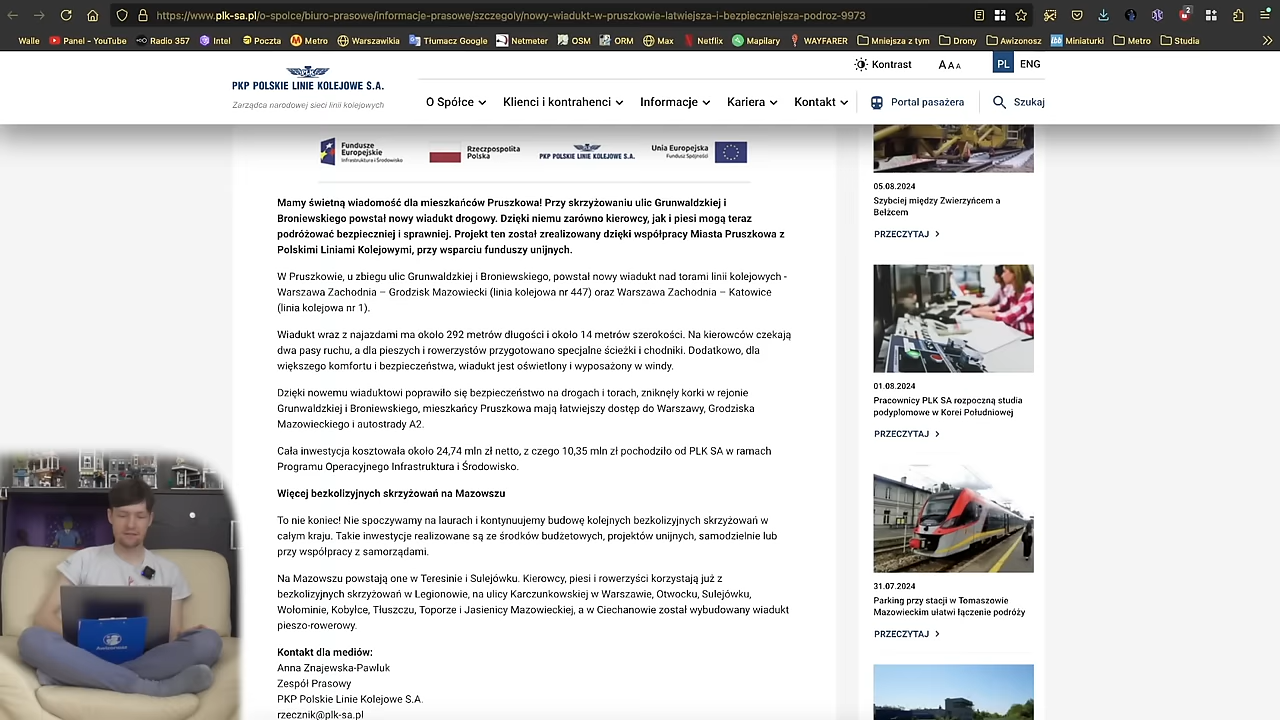 https://www.plk-sa.pl/o-spolce/biuro-prasowe/informacje-prasowe/szczegoly/nowy-wiadukt-w-pruszkowie-latwiejsza-i-bezpieczniejsza-podroz-9973
Walle
Panel - YouTube
Radio 357
Intel
Poczta
Metro
Warszawikia
Tłumacz Google
Netmeter
OSM
ORM
Max
Netflix
Mapilary
WAYFARER
Mniejsza z tym
Drony
Awizonosz
Miniaturki
Metro
Studia
Kontrast
A A A
PL ENG
PKP POLSKIE LINIE KOLEJOWE S.A.
Zarządca narodowej sieci linii kolejowych
O Spółce
Klienci i kontrahenci
Informacje
Kariera
Kontakt
Portal pasażera
Szukaj
Fundusze
Europejskie
Infrastruktura i Środowisko
Rzeczpospolita
Polska
PKP POLSKIE LINIE KOLEJOWE S.A.
Unia Europejska
Fundusz Spójności
Mamy świetną wiadomość dla mieszkańców Pruszkowa! Przy skrzyżowaniu ulic Grunwaldzkiej i
Broniewskiego powstał nowy wiadukt drogowy. Dzięki niemu zarówno kierowcy, jak i piesi mogą teraz
podróżować bezpieczniej i sprawniej. Projekt ten został zrealizowany dzięki współpracy Miasta Pruszkowa z
Polskimi Liniami Kolejowymi, przy wsparciu funduszy unijnych.
W Pruszkowie, u zbiegu ulic Grunwaldzkiej i Broniewskiego, powstał nowy wiadukt nad torami linii kolejowych -
Warszawa Zachodnia – Grodzisk Mazowiecki (linia kolejowa nr 447) oraz Warszawa Zachodnia – Katowice
(linia kolejowa nr 1).
Wiadukt wraz z najazdami ma około 292 metrów długości i około 14 metrów szerokości. Na kierowców czekają
dwa pasy ruchu, a dla pieszych i rowerzystów przygotowano specjalne ścieżki i chodniki. Dodatkowo, dla
większego komfortu i bezpieczeństwa, wiadukt jest oświetlony i wyposażony w windy.
Dzięki nowemu wiaduktowi poprawiło się bezpieczeństwo na drogach i torach, zniknęły korki w rejonie
Grunwaldzkiej i Broniewskiego, mieszkańcy Pruszkowa mają łatwiejszy dostęp do Warszawy, Grodziska
Mazowieckiego i autostrady A2.
Cała inwestycja kosztowała około 24,74 mln zł netto, z czego 10,35 mln zł pochodziło od PLK SA w ramach
Programu Operacyjnego Infrastruktura i Środowisko.
Więcej bezkolizyjnych skrzyżowań na Mazowszu
To nie koniec! Nie spoczywamy na laurach i kontynuujemy budowę kolejnych bezkolizyjnych skrzyżowań w
całym kraju. Takie inwestycje realizowane są ze środków budżetowych, projektów unijnych, samodzielnie lub
przy współpracy z samorządami.
Na Mazowszu powstają one w Teresinie i Sulejówku. Kierowcy, piesi i rowerzyści korzystają już z
bezkolizyjnych skrzyżowań w Legionowie, na ulicy Karczunkowskiej w Warszawie, Otwocku, Sulejówku,
Wołominie, Kobyłce, Tłuszczu, Toporze i Jasienicy Mazowieckiej, a w Ciechanowie został wybudowany wiadukt
pieszo-rowerowy.
Kontakt dla mediów:
Anna Znajewska-Pawluk
Zespół Prasowy
PKP Polskie Linie Kolejowe S.A.
rzecznik@plk-sa.pl
05.08.2024
Szybciej między Zwierzyńcem a
Bełżcem
PRZECZYTAJ
01.08.2024
Pracownicy PLK SA rozpoczną studia
podyplomowe w Korei Południowej
PRZECZYTAJ
31.07.2024
Parking przy stacji w Tomaszowie
Mazowieckim ułatwi łączenie podróży
PRZECZYTAJ